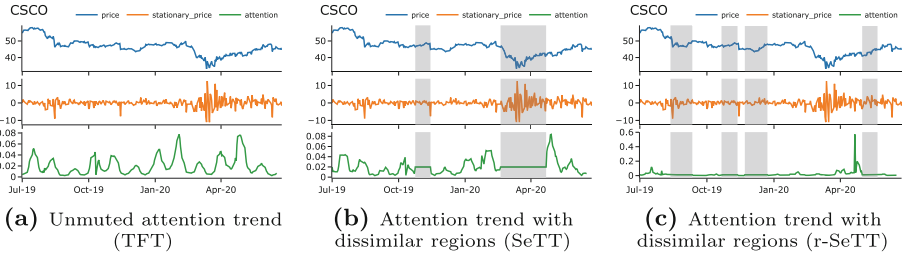 CSCO
price stationary_price attention
50
40
10
0
−10
0.08
0.06
0.04
0.02
0
Jul-19 Oct-19 Jan-20 Apr-20
(a) Unmuted attention trend
(TFT)
CSCO
price stationary_price attention
50
40
10
0
−10
0.08
0.06
0.04
0.02
0
Jul-19 Oct-19 Jan-20 Apr-20
(b) Attention trend with
dissimilar regions (SeTT)
CSCO
price stationary_price attention
50
40
10
0
−10
0.6
0.4
0.2
0
Jul-19 Oct-19 Jan-20 Apr-20
(c) Attention trend with
dissimilar regions (r-SeTT)